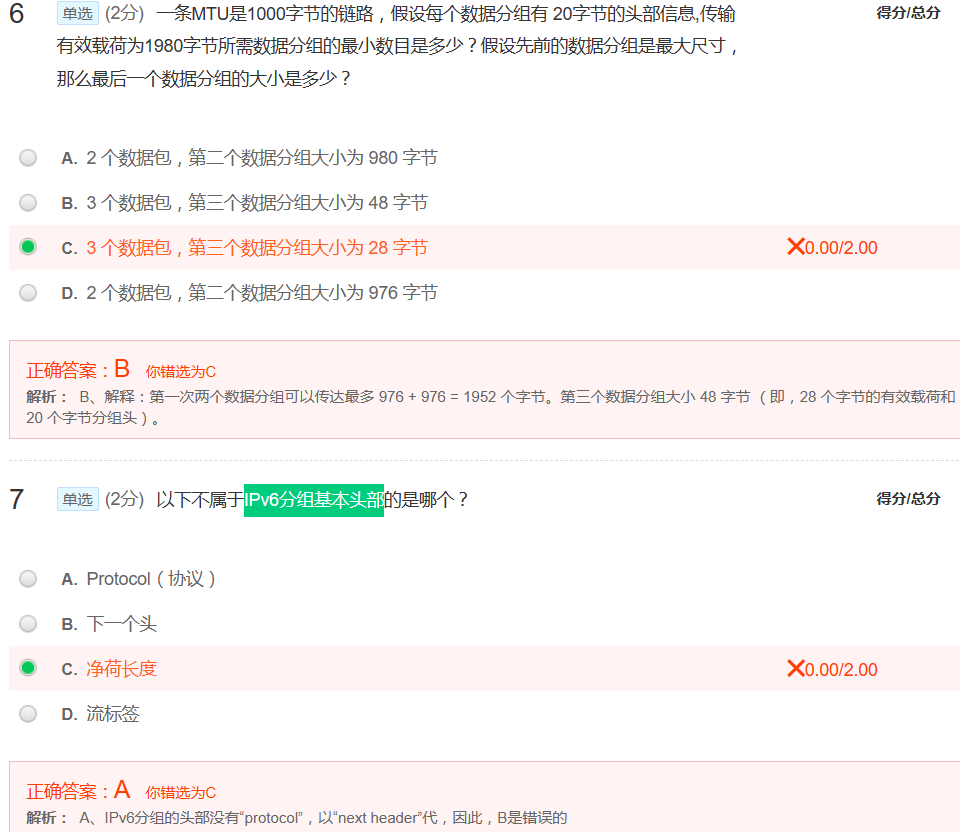 6 单选 (2分) 一条MTU是1000字节的链路，假设每个数据分组有 20字节的头部信息,传输 得分/总分
有效载荷为1980字节所需数据分组的最小数目是多少？假设先前的数据分组是最大尺寸，
那么最后一个数据分组的大小是多少？
A. 2 个数据包，第二个数据分组大小为 980 字节
B. 3 个数据包，第三个数据分组大小为 48 字节
C. 3 个数据包，第三个数据分组大小为 28 字节 ✕0.00/2.00
D. 2 个数据包，第二个数据分组大小为 976 字节
正确答案：B 你错选为C
解析： B、解释：第一次两个数据分组可以传达最多 976 + 976 = 1952 个字节。第三个数据分组大小 48 字节 （即，28 个字节的有效载荷和
20 个字节分组头）。
7 单选 (2分) 以下不属于IPv6分组基本头部的是哪个？ 得分/总分
A. Protocol（协议）
B. 下一个头
C. 净荷长度 ✕0.00/2.00
D. 流标签
正确答案：A 你错选为C
解析： A、IPv6分组的头部没有“protocol”，以“next header”代，因此，B是错误的